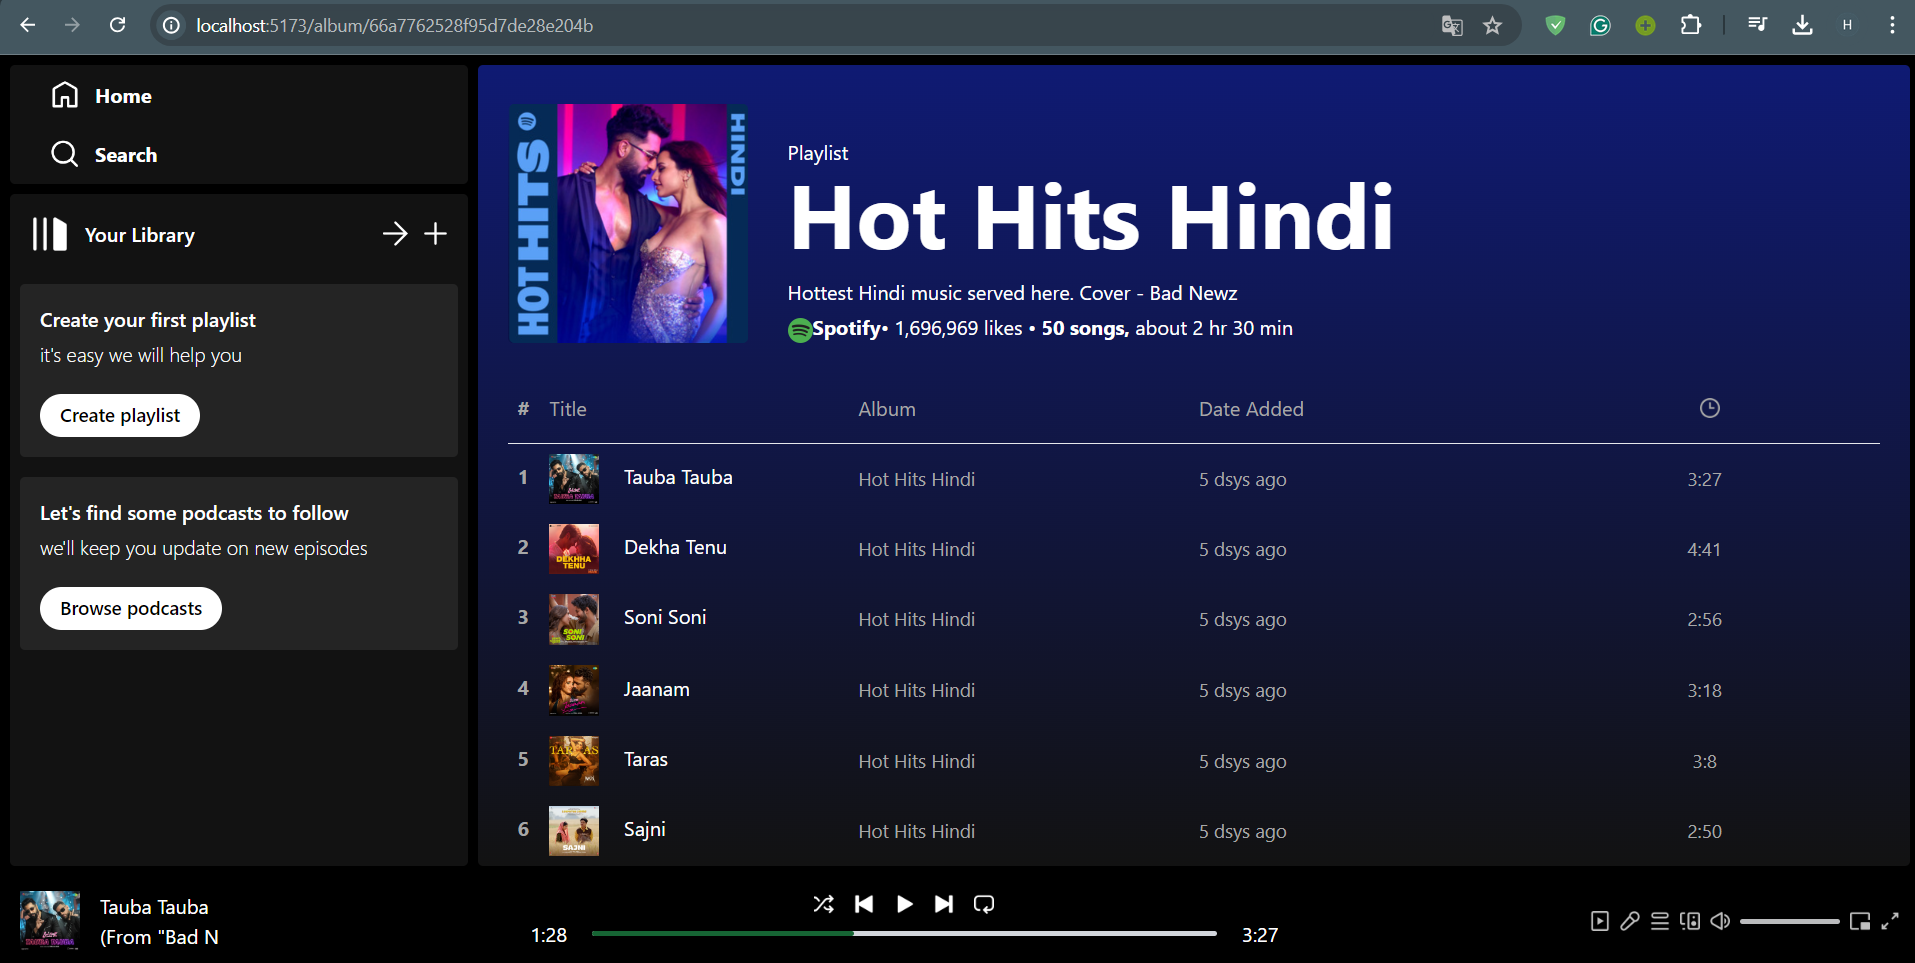 localhost:5173/album/66a7762528f95d7de28e204b
H
Home
Search
Your Library
Create your first playlist
it's easy we will help you
Create playlist
Let's find some podcasts to follow
we'll keep you update on new episodes
Browse podcasts
HOT HITS
HINDI
Playlist
Hot Hits Hindi
Hottest Hindi music served here. Cover - Bad Newz
Spotify• 1,696,969 likes • 50 songs, about 2 hr 30 min
# Title Album Date Added
1 Tauba Tauba Hot Hits Hindi 5 dsys ago 3:27
DEKHHA
TENU
2 Dekha Tenu Hot Hits Hindi 5 dsys ago 4:41
SONI
SONI
3 Soni Soni Hot Hits Hindi 5 dsys ago 2:56
4 Jaanam Hot Hits Hindi 5 dsys ago 3:18
5 Taras Hot Hits Hindi 5 dsys ago 3:8
SAJNI
6 Sajni Hot Hits Hindi 5 dsys ago 2:50
Tauba Tauba
(From "Bad N
1:28
3:27